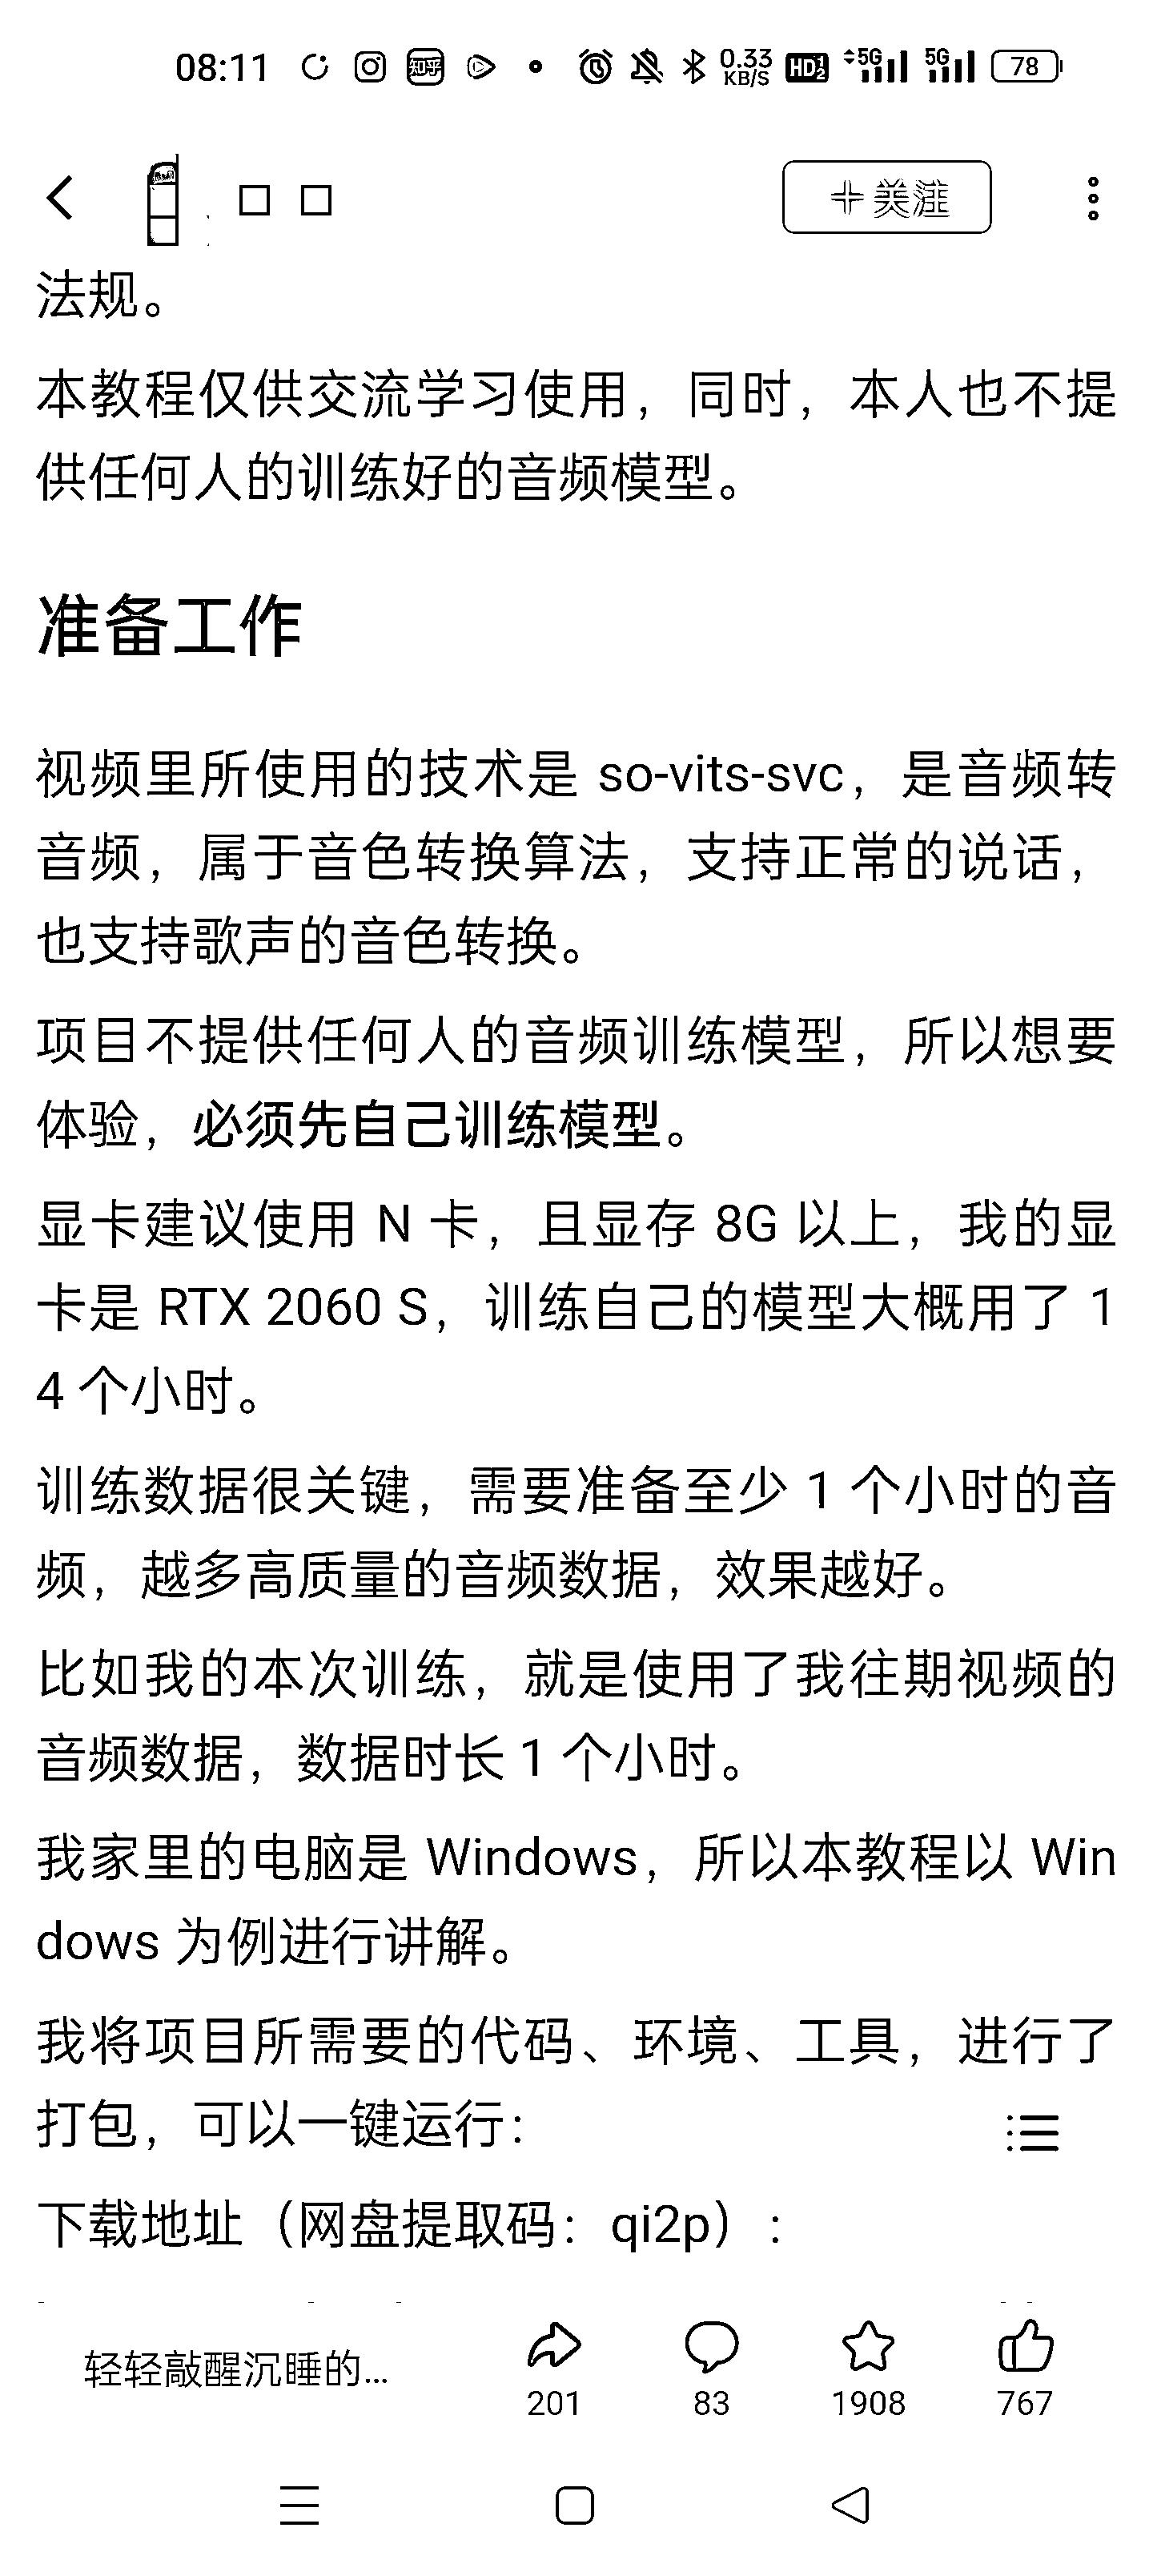 08:11 知乎 0.33 KB/S HD 1 2 5G 5G 78
关注
法规。
本教程仅供交流学习使用，同时，本人也不提
供任何人的训练好的音频模型。
准备工作
视频里所使用的技术是 so-vits-svc，是音频转
音频，属于音色转换算法，支持正常的说话，
也支持歌声的音色转换。
项目不提供任何人的音频训练模型，所以想要
体验，必须先自己训练模型。
显卡建议使用 N 卡，且显存 8G 以上，我的显
卡是 RTX 2060 S，训练自己的模型大概用了 1
4 个小时。
训练数据很关键，需要准备至少 1 个小时的音
频，越多高质量的音频数据，效果越好。
比如我的本次训练，就是使用了我往期视频的
音频数据，数据时长 1 个小时。
我家里的电脑是 Windows，所以本教程以 Win
dows 为例进行讲解。
我将项目所需要的代码、环境、工具，进行了
打包，可以一键运行：
下载地址（网盘提取码：qi2p）：
轻轻敲醒沉睡的...
201 83 1908 767